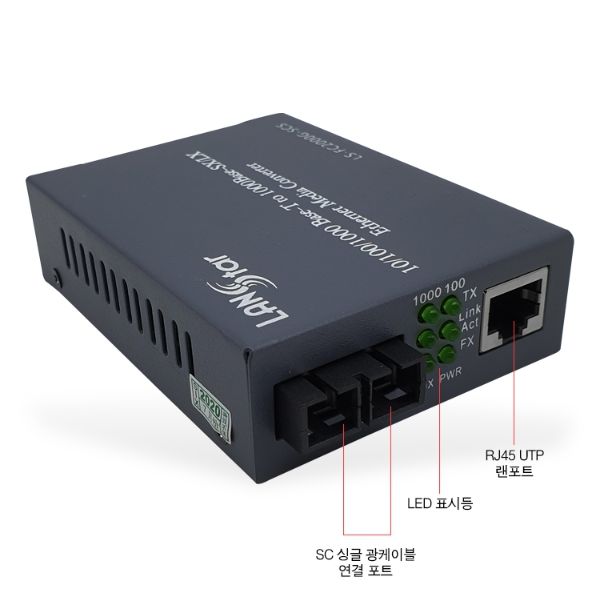 LS-FC2000G-SCS
10/100/1000 Base-T to 1000Base-SX/LX
Ethernet Media Converter
LANStar
1000 100
TX
Link
Act
FX
PWR
2020
RJ45 UTP
랜포트
LED 표시등
SC 싱글 광케이블
연결 포트